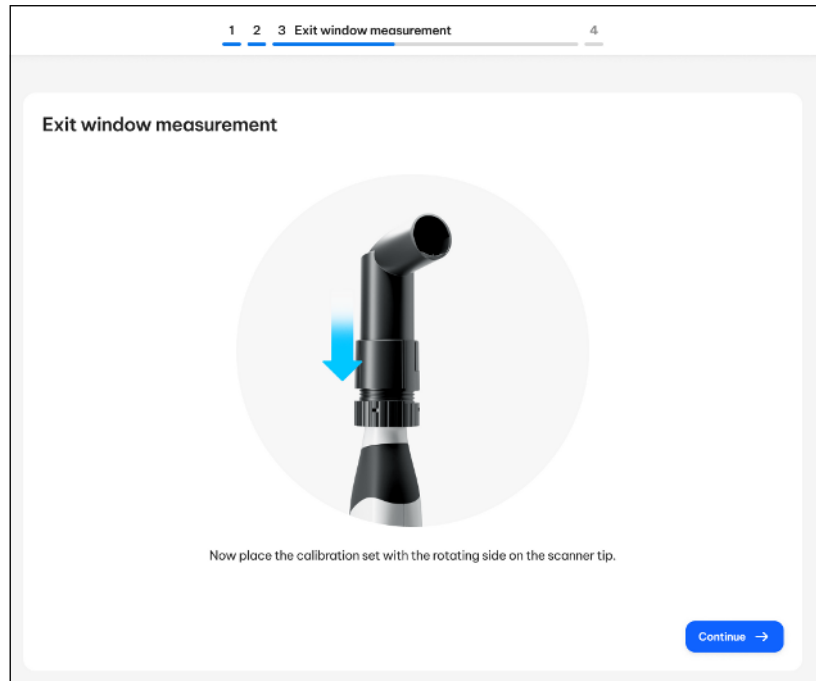 1 2 3 Exit window measurement 4
Exit window measurement
Now place the calibration set with the rotating side on the scanner tip.
Continue →